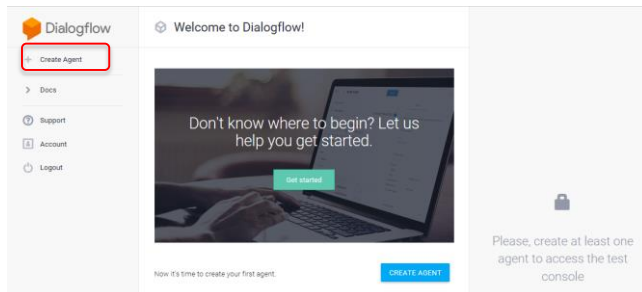 Dialogflow
Create Agent
Docs
Support
Account
Logout
Welcome to Dialogflow!
Don't know where to begin? Let us
help you get started.
Get started
Now it's time to create your first agent.
CREATE AGENT
Please, create at least one
agent to access the test
console